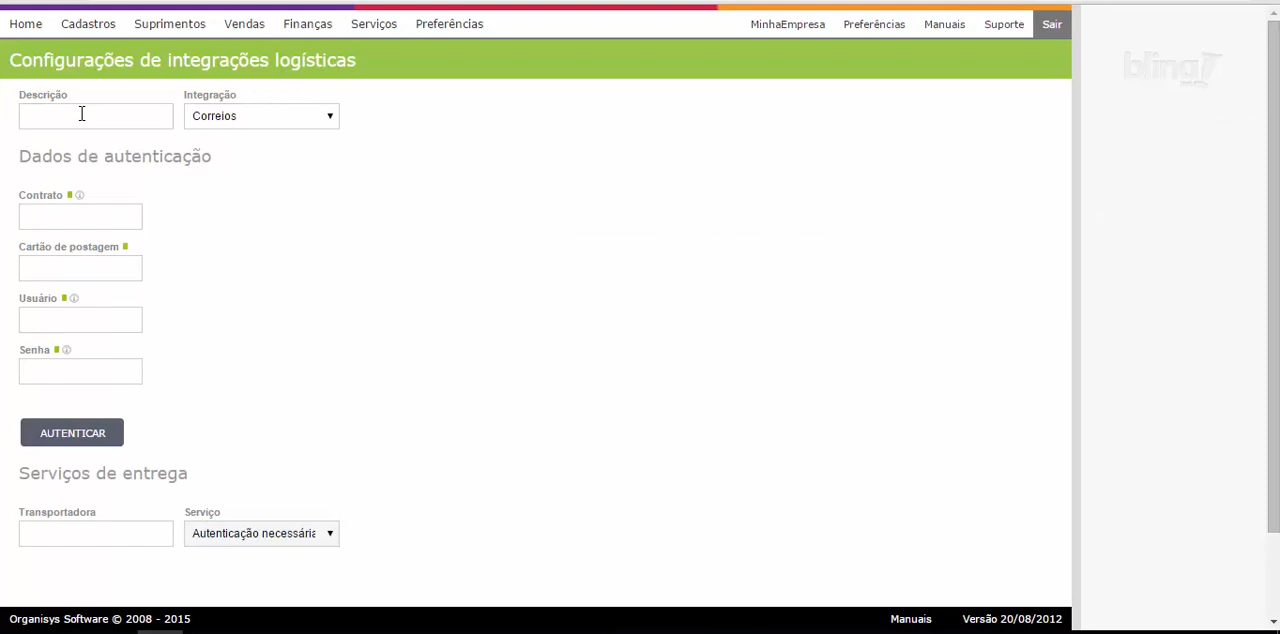 Home Cadastros Suprimentos Vendas Finanças Serviços Preferências MinhaEmpresa Preferências Manuais Suporte Sair
Configurações de integrações logísticas
bling
Descrição Integração
Correios
Dados de autenticação
Contrato
Cartão de postagem
Usuário
Senha
AUTENTICAR
Serviços de entrega
Transportadora Serviço
Autenticação necessária
Organisys Software © 2008 - 2015 Manuais Versão 20/08/2012